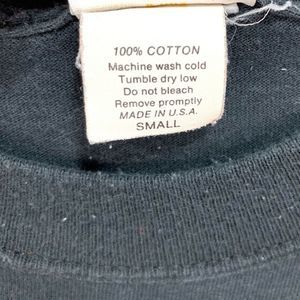 100% COTTON
Machine wash cold
Tumble dry low
Do not bleach
Remove promptly
MADE IN U.S.A.
SMALL